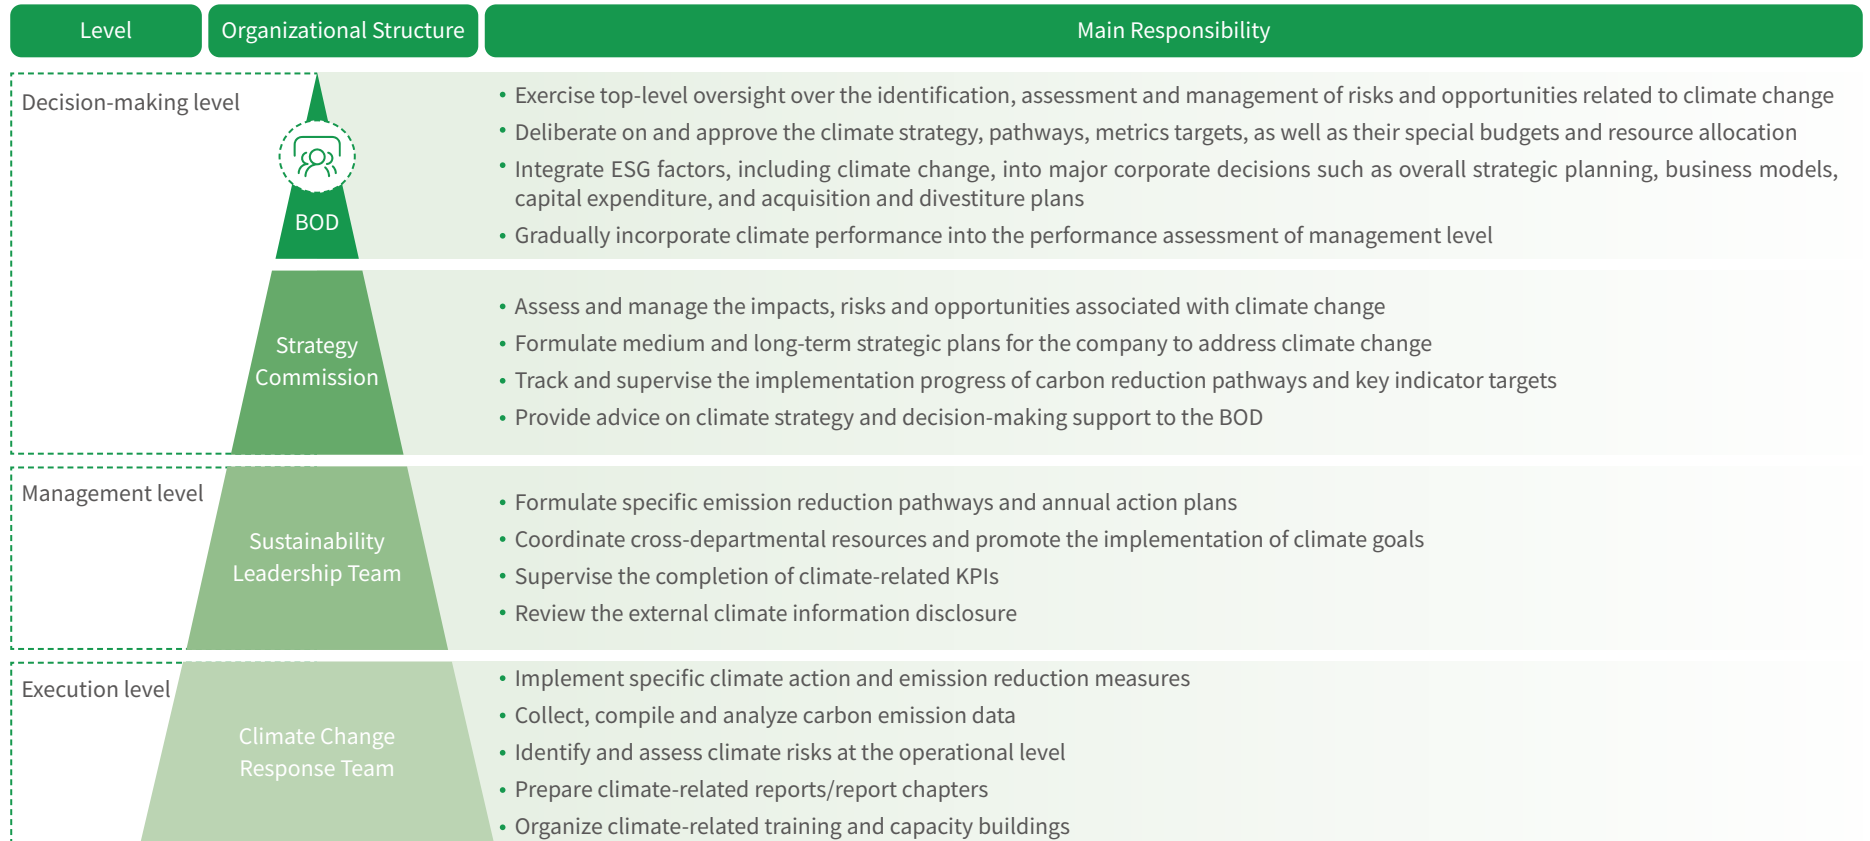 Level
Organizational Structure
Main Responsibility
Decision-making level
BOD
• Exercise top-level oversight over the identification, assessment and management of risks and opportunities related to climate change
• Deliberate on and approve the climate strategy, pathways, metrics targets, as well as their special budgets and resource allocation
• Integrate ESG factors, including climate change, into major corporate decisions such as overall strategic planning, business models,
capital expenditure, and acquisition and divestiture plans
• Gradually incorporate climate performance into the performance assessment of management level
Strategy
Commission
• Assess and manage the impacts, risks and opportunities associated with climate change
• Formulate medium and long-term strategic plans for the company to address climate change
• Track and supervise the implementation progress of carbon reduction pathways and key indicator targets
• Provide advice on climate strategy and decision-making support to the BOD
Management level
Sustainability
Leadership Team
• Formulate specific emission reduction pathways and annual action plans
• Coordinate cross-departmental resources and promote the implementation of climate goals
• Supervise the completion of climate-related KPIs
• Review the external climate information disclosure
Execution level
Climate Change
Response Team
• Implement specific climate action and emission reduction measures
• Collect, compile and analyze carbon emission data
• Identify and assess climate risks at the operational level
• Prepare climate-related reports/report chapters
• Organize climate-related training and capacity buildings